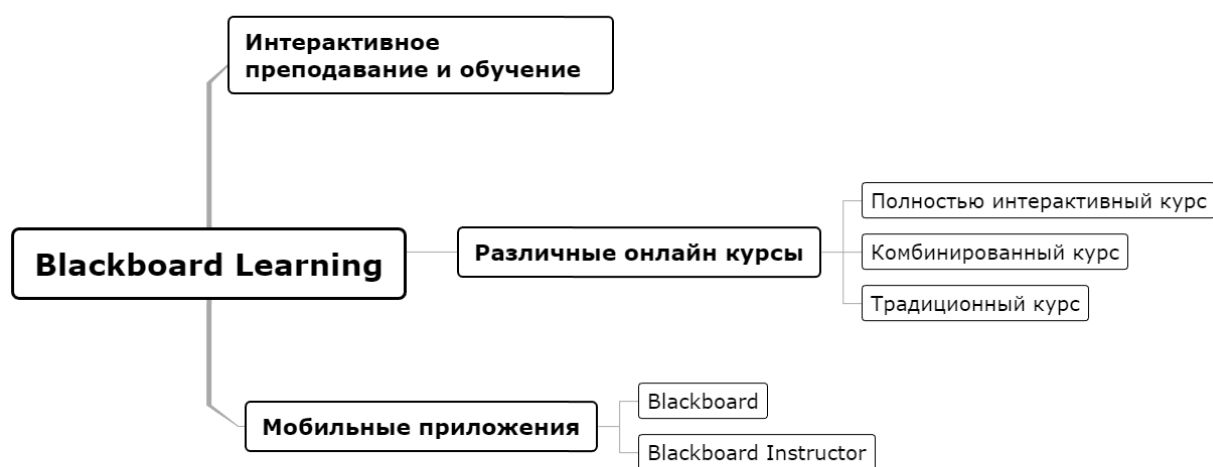 Интерактивное
преподавание и обучение
Blackboard Learning
Различные онлайн курсы
Полностью интерактивный курс
Комбинированный курс
Традиционный курс
Мобильные приложения
Blackboard
Blackboard Instructor